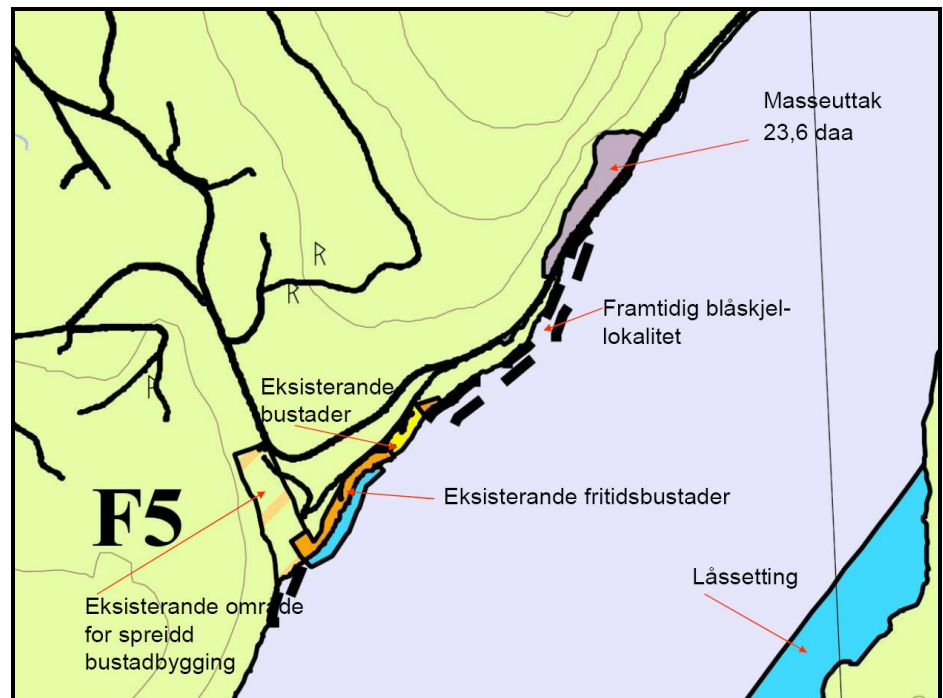 Masseuttak
23,6 daa
R
R
Framtidig blåskjel-
lokalitet
R
Eksisterande
bustader
F5
Eksisterande fritidsbustader
Låssetting
Eksisterande område
for spreidd
bustadbygging